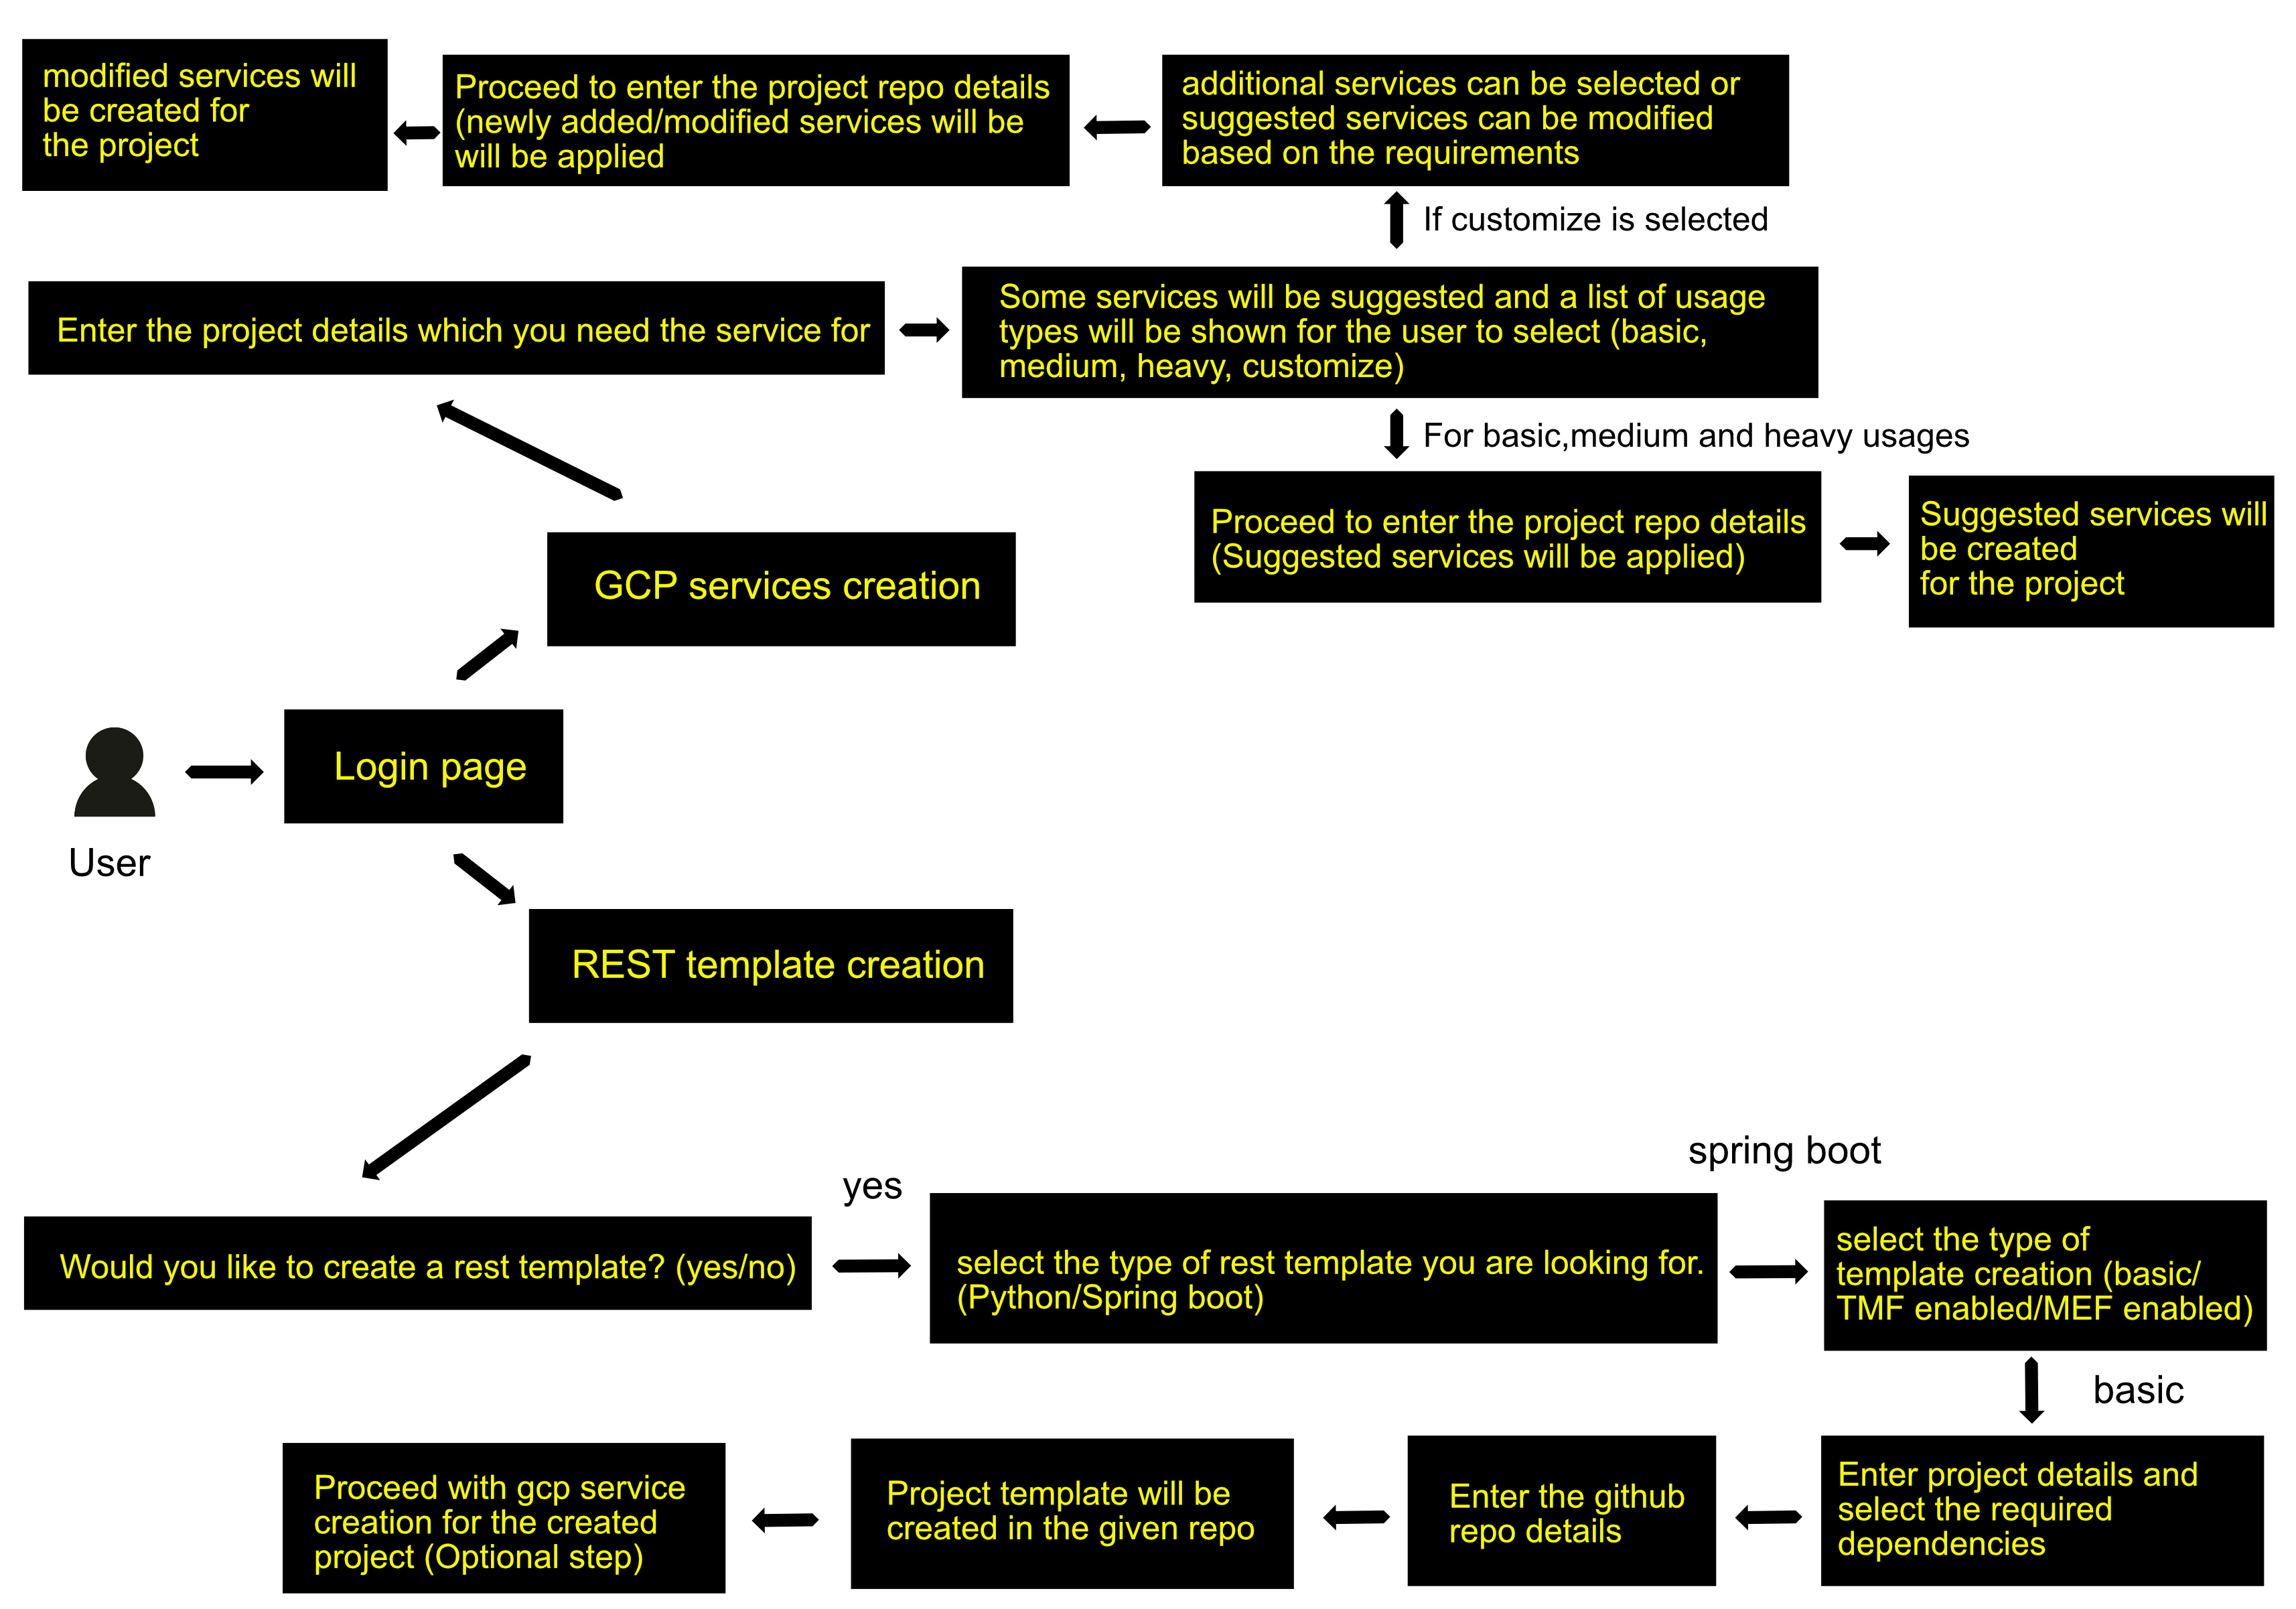 modified services will
be created for
the project
Proceed to enter the project repo details
(newly added/modified services will be
will be applied
additional services can be selected or
suggested services can be modified
based on the requirements
If customize is selected
Enter the project details which you need the service for
Some services will be suggested and a list of usage
types will be shown for the user to select (basic,
medium, heavy, customize)
For basic,medium and heavy usages
Proceed to enter the project repo details
(Suggested services will be applied)
Suggested services will
be created
for the project
GCP services creation
Login page
User
REST template creation
Would you like to create a rest template? (yes/no)
yes
select the type of rest template you are looking for.
(Python/Spring boot)
spring boot
select the type of
template creation (basic/
TMF enabled/MEF enabled)
basic
Enter project details and
select the required
dependencies
Enter the github
repo details
Project template will be
created in the given repo
Proceed with gcp service
creation for the created
project (Optional step)